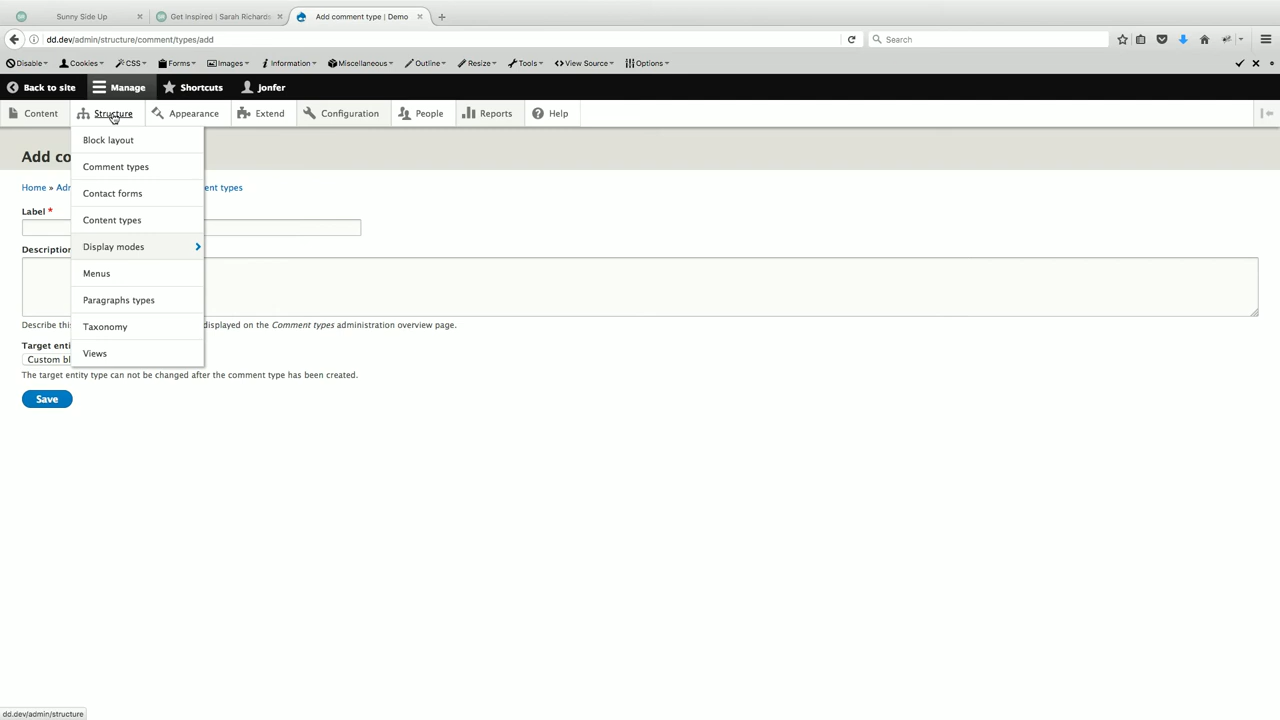 Sunny Side Up
Get Inspired | Sarah Richards...
Add comment type | Demo
dd.dev/admin/structure/comment/types/add
Search
Disable
Cookies
CSS
Forms
Images
Information
Miscellaneous
Outline
Resize
Tools
View Source
Options
Back to site
Manage
Shortcuts
jonfer
Content
Structure
Appearance
Extend
Configuration
People
Reports
Help
Block layout
Comment types
Contact forms
Content types
Display modes
Menus
Paragraphs types
Taxonomy
Views
Add co
Home » Adm
ent types
Label *
Description
Describe this
displayed on the Comment types administration overview page.
Target enti
Custom bl
The target entity type can not be changed after the comment type has been created.
Save
dd.dev/admin/structure